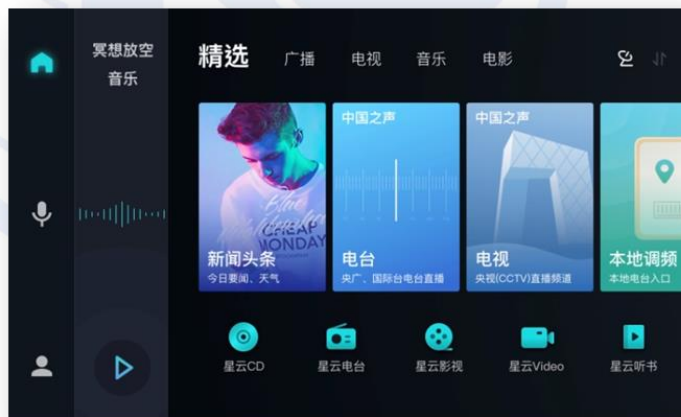 冥想放空
音乐
精选
广播
电视
音乐
电影
中国之声
中国之声
CHEAP
MONDAY
新闻头条
今日要闻、天气
电台
央广、国际台电台直播
电视
央视(CCTV)直播频道
本地调频
本地电台入口
星云CD
星云电台
星云影视
星云Video
星云听书